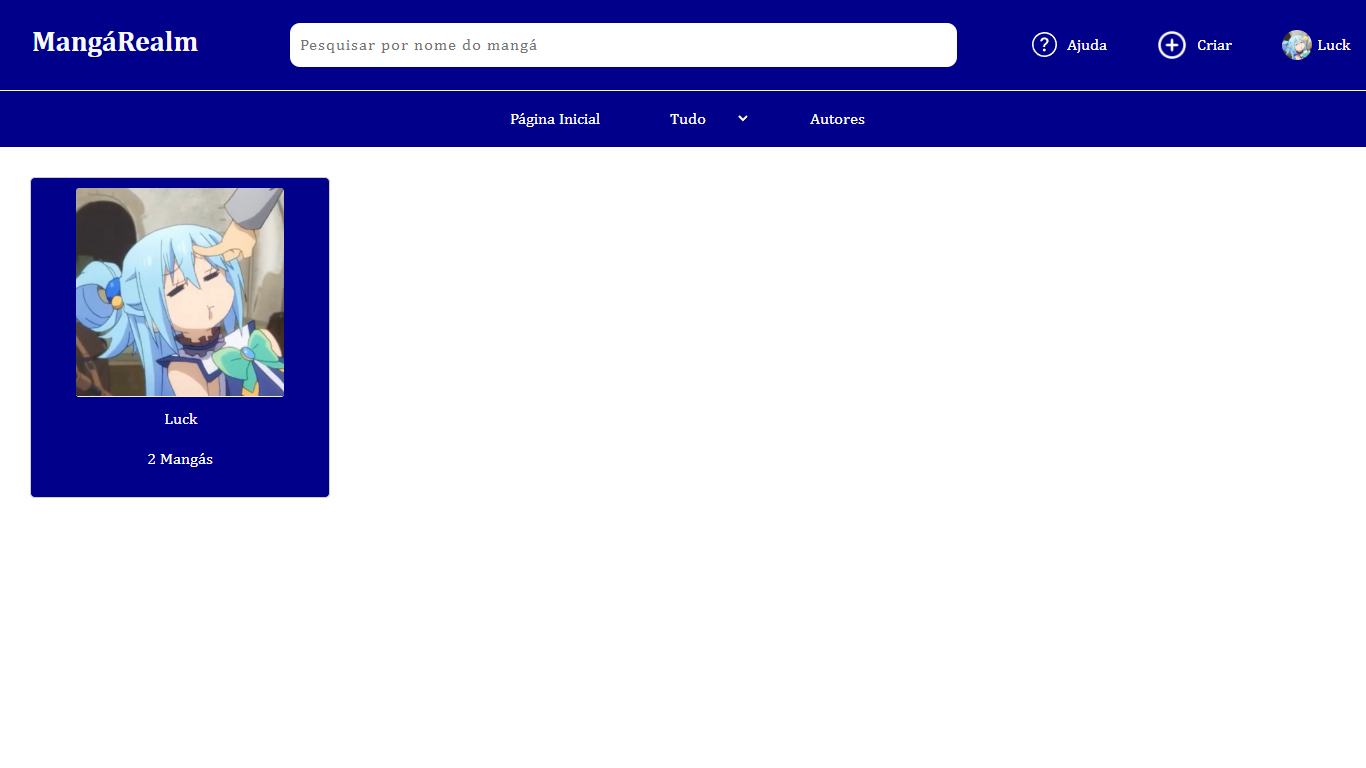 MangáRealm
Pesquisar por nome do mangá
Ajuda
Criar
Luck
Página Inicial
Tudo
Autores
Luck
2 Mangás